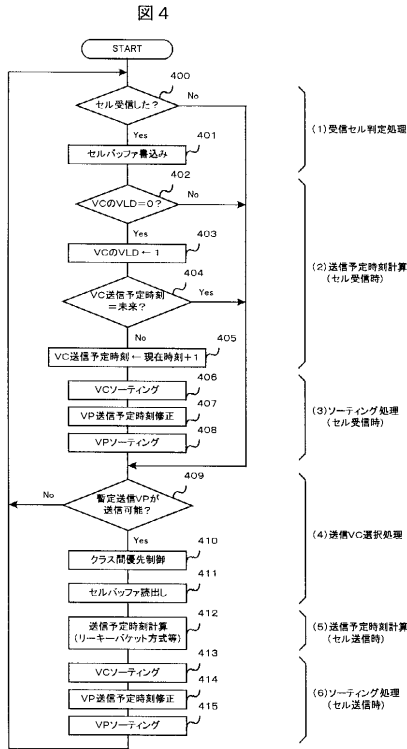 図4
START
400
セル受信した？
No
Yes
401
セルバッファ書込み
402
VCのVLD＝0？
No
Yes
403
VCのVLD ← 1
404
VC送信予定時刻
＝未来？
Yes
No
405
VC送信予定時刻 ← 現在時刻＋1
406
VCソーティング
407
VP送信予定時刻修正
408
VPソーティング
409
No
暫定送信VPが
送信可能？
Yes
410
クラス間優先制御
411
セルバッファ読出し
412
送信予定時刻計算
(リーキーバケット方式等)
413
VCソーティング
414
VP送信予定時刻修正
415
VPソーティング
(1)受信セル判定処理
(2)送信予定時刻計算
(セル受信時)
(3)ソーティング処理
(セル受信時)
(4)送信VC選択処理
(5)送信予定時刻計算
(セル送信時)
(6)ソーティング処理
(セル送信時)